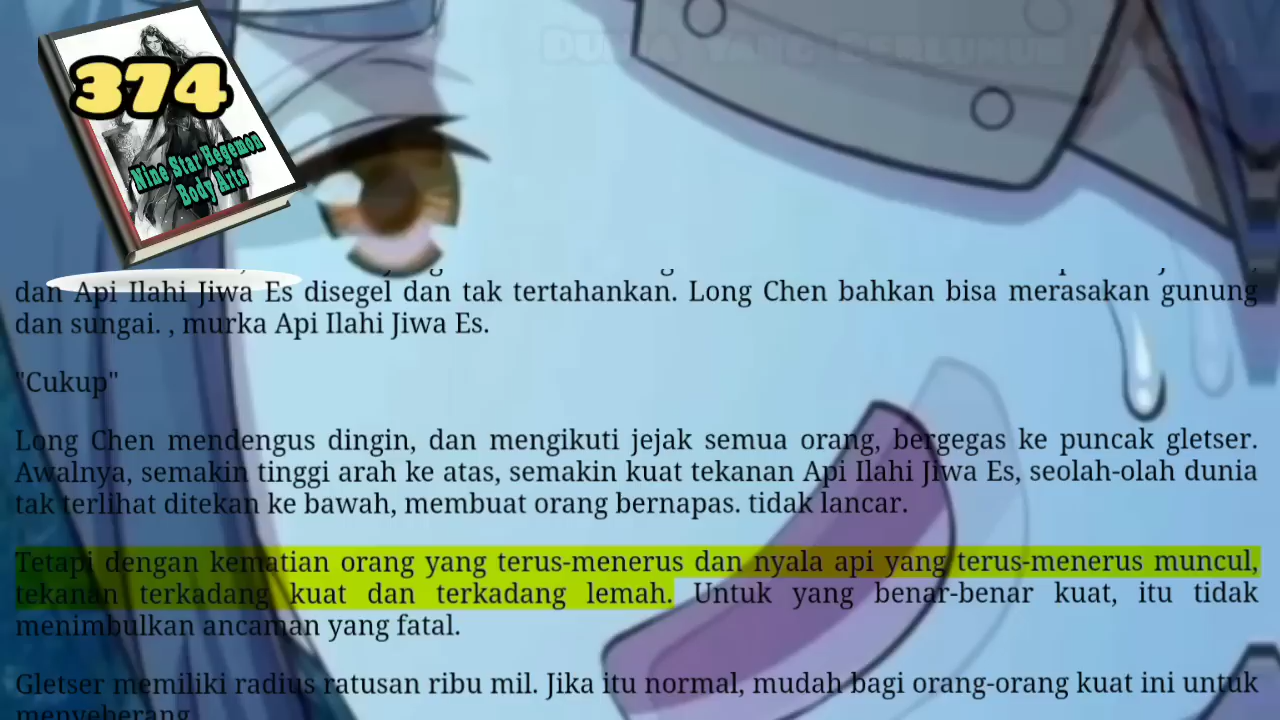 374
Nine Star Hegemon
Body Arts
dan Api Ilahi Jiwa Es disegel dan tak tertahankan. Long Chen bahkan bisa merasakan gunung
dan sungai. , murka Api Ilahi Jiwa Es.
"Cukup"
Long Chen mendengus dingin, dan mengikuti jejak semua orang, bergegas ke puncak gletser.
Awalnya, semakin tinggi arah ke atas, semakin kuat tekanan Api Ilahi Jiwa Es, seolah-olah dunia
tak terlihat ditekan ke bawah, membuat orang bernapas. tidak lancar.
Tetapi dengan kematian orang yang terus-menerus dan nyala api yang terus-menerus muncul,
tekanan terkadang kuat dan terkadang lemah. Untuk yang benar-benar kuat, itu tidak
menimbulkan ancaman yang fatal.
Gletser memiliki radius ratusan ribu mil. Jika itu normal, mudah bagi orang-orang kuat ini untuk
menyeberang